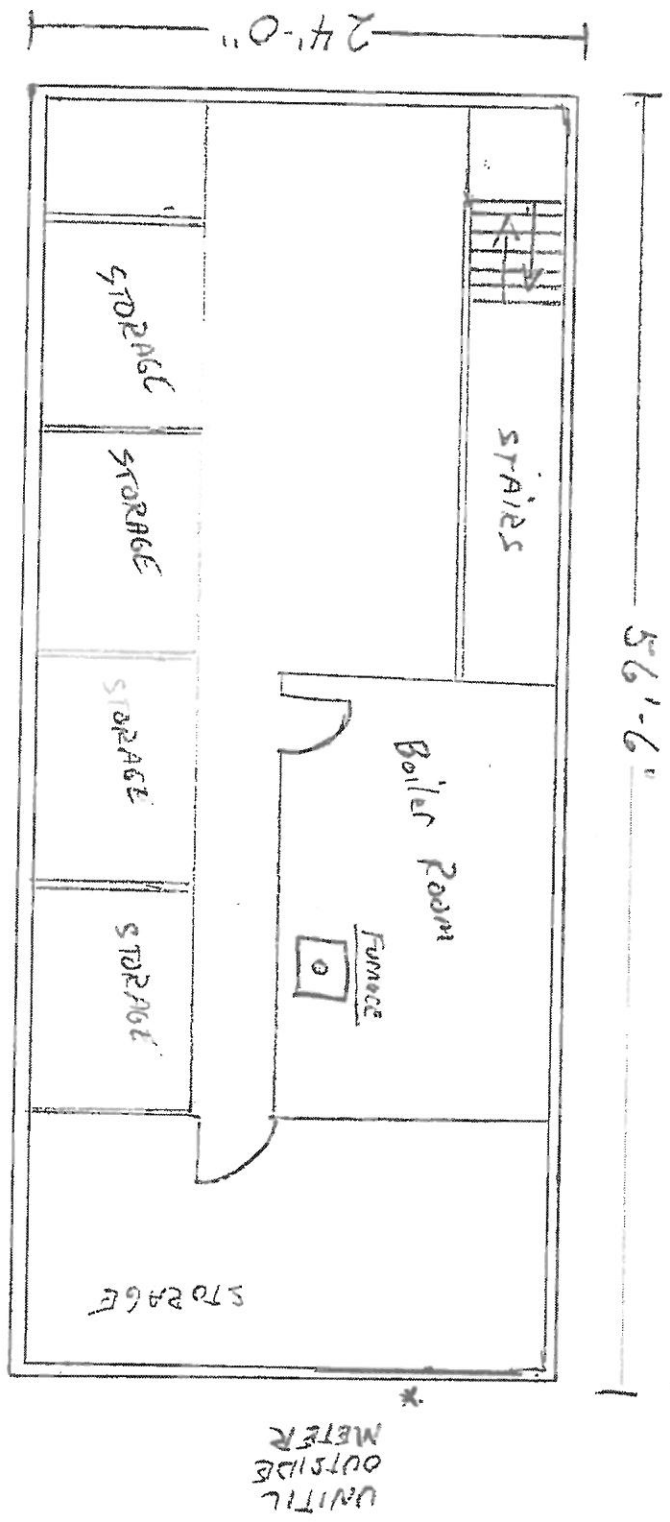 24'-0"
56'-6"
STAIRS
STORAGE
STORAGE
STORAGE
STORAGE
Boiler Room
FURNACE
STORAGE
*
UNITIL
OUTSIDE
METER